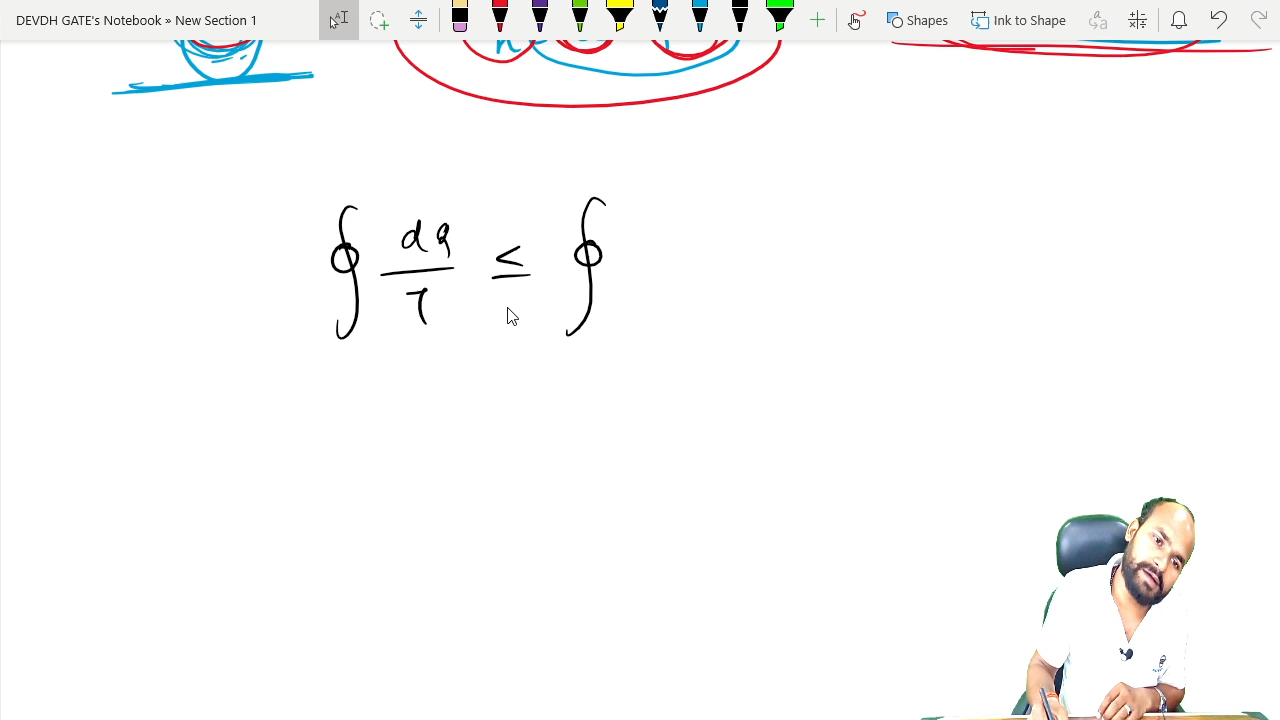 DEVDH GATE's Notebook » New Section 1
Shapes
Ink to Shape
∮ dq/T ≤ ∮